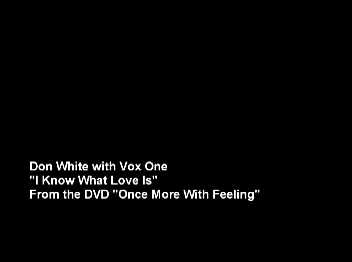 Don White with Vox One
"I Know What Love Is"
From the DVD "Once More With Feeling"